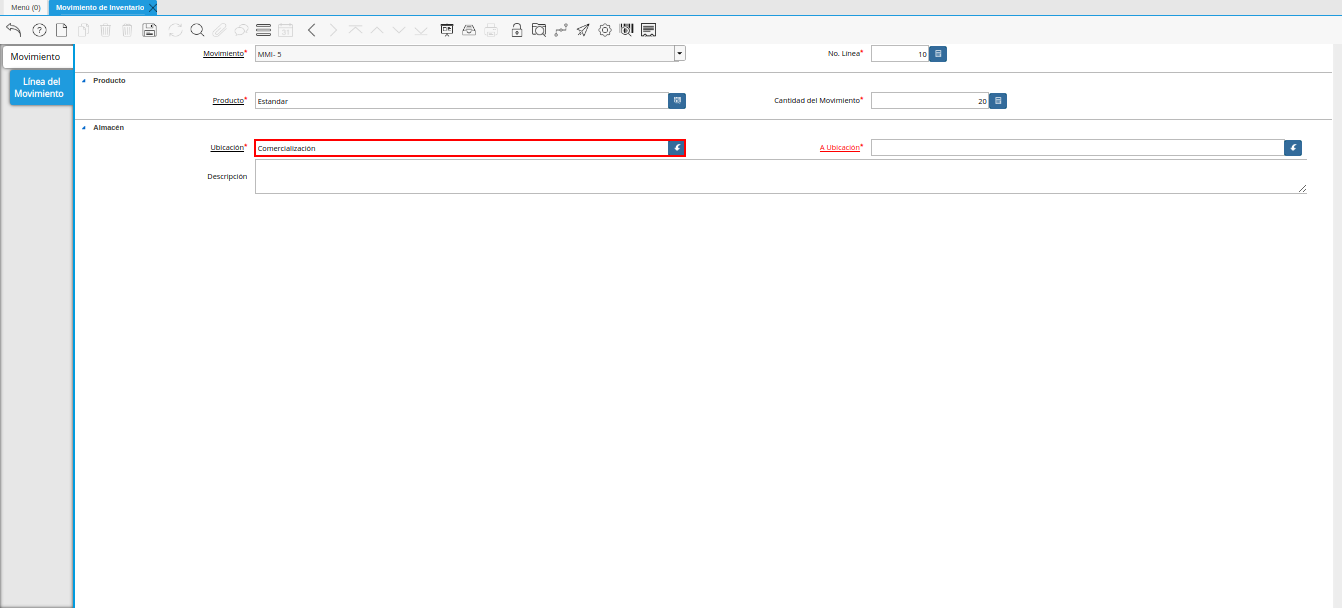 Menú (0)
Movimiento de Inventario
Movimiento
Línea del
Movimiento
Movimiento* MMI- 5 No. Línea* 10
Producto
Producto* Estandar Cantidad del Movimiento* 20
Almacén
Ubicación* Comercialización A Ubicación*
Descripción